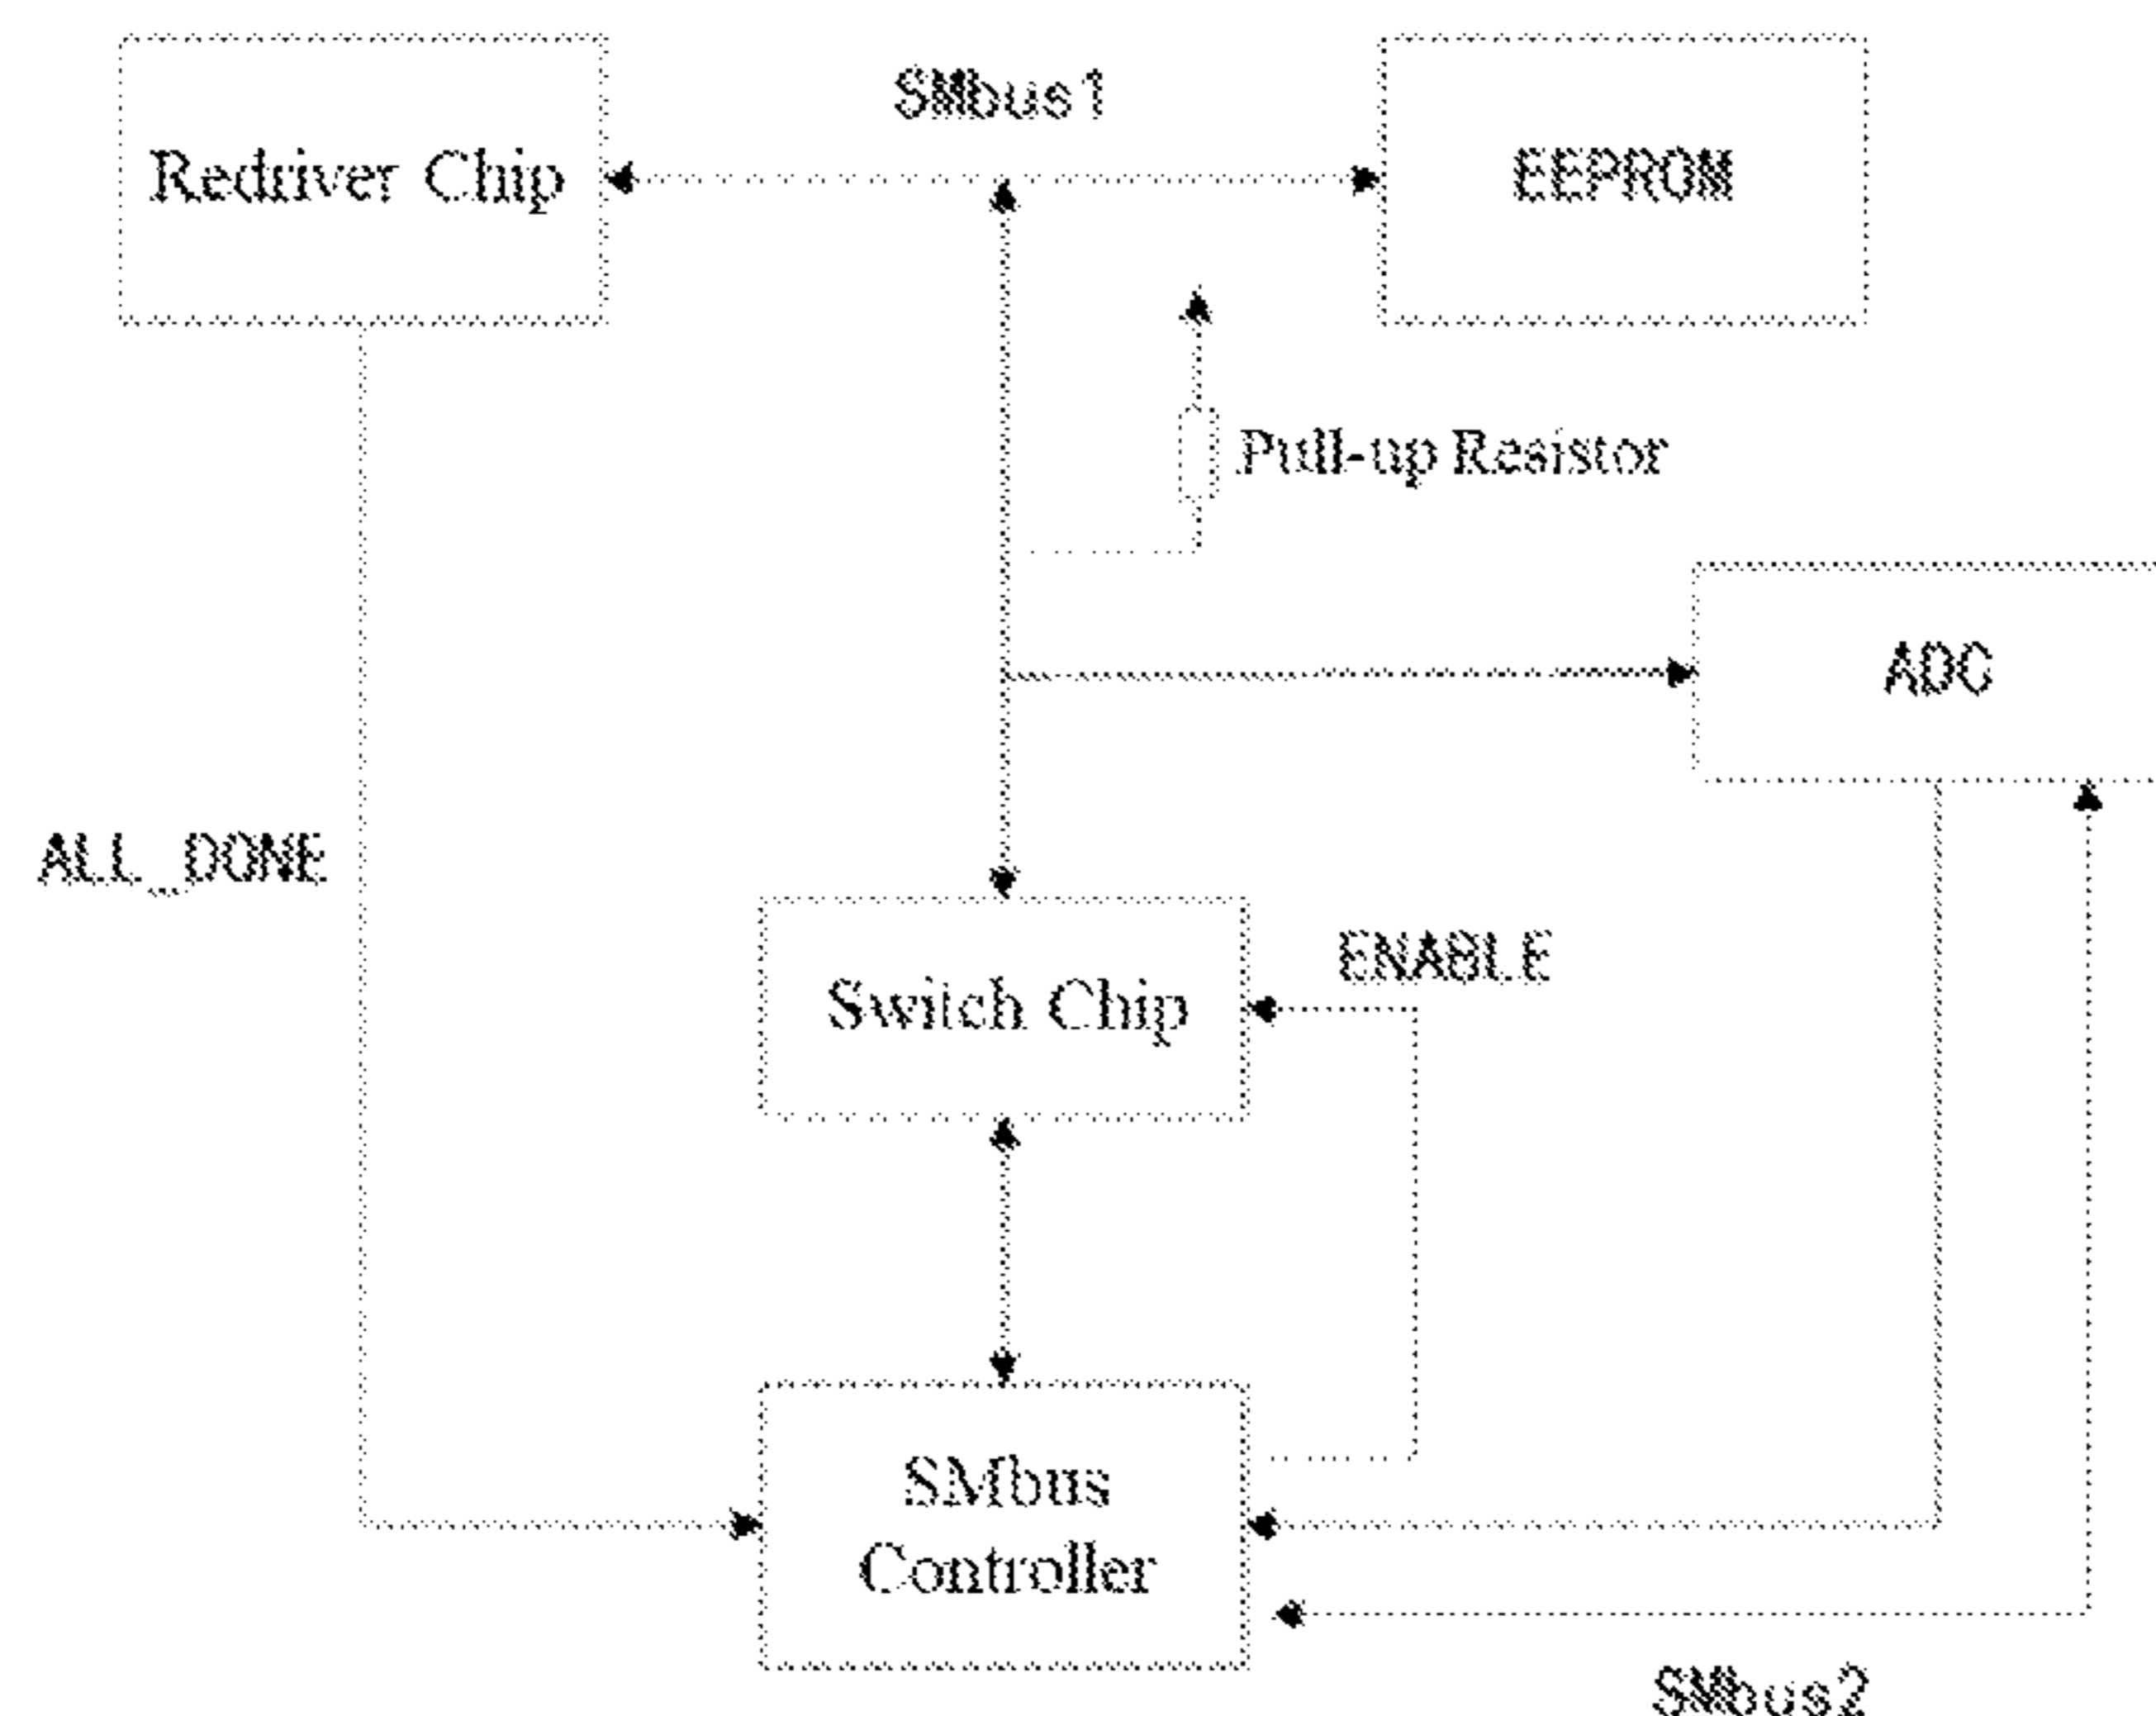 SMbus1
Redriver Chip
EEPROM
Pull-up Resistor
ADC
ALL_DONE
ENABLE
Switch Chip
SMbus
Controller
SMbus2